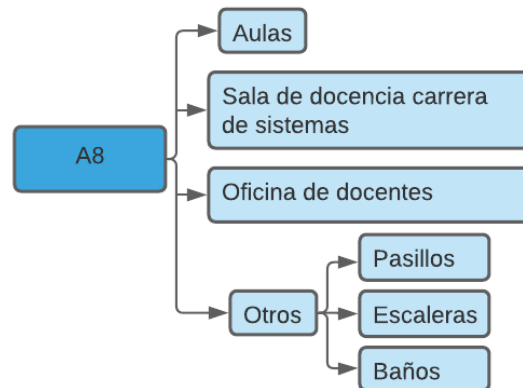 Aulas
Sala de docencia carrera
de sistemas
A8
Oficina de docentes
Pasillos
Otros
Escaleras
Baños